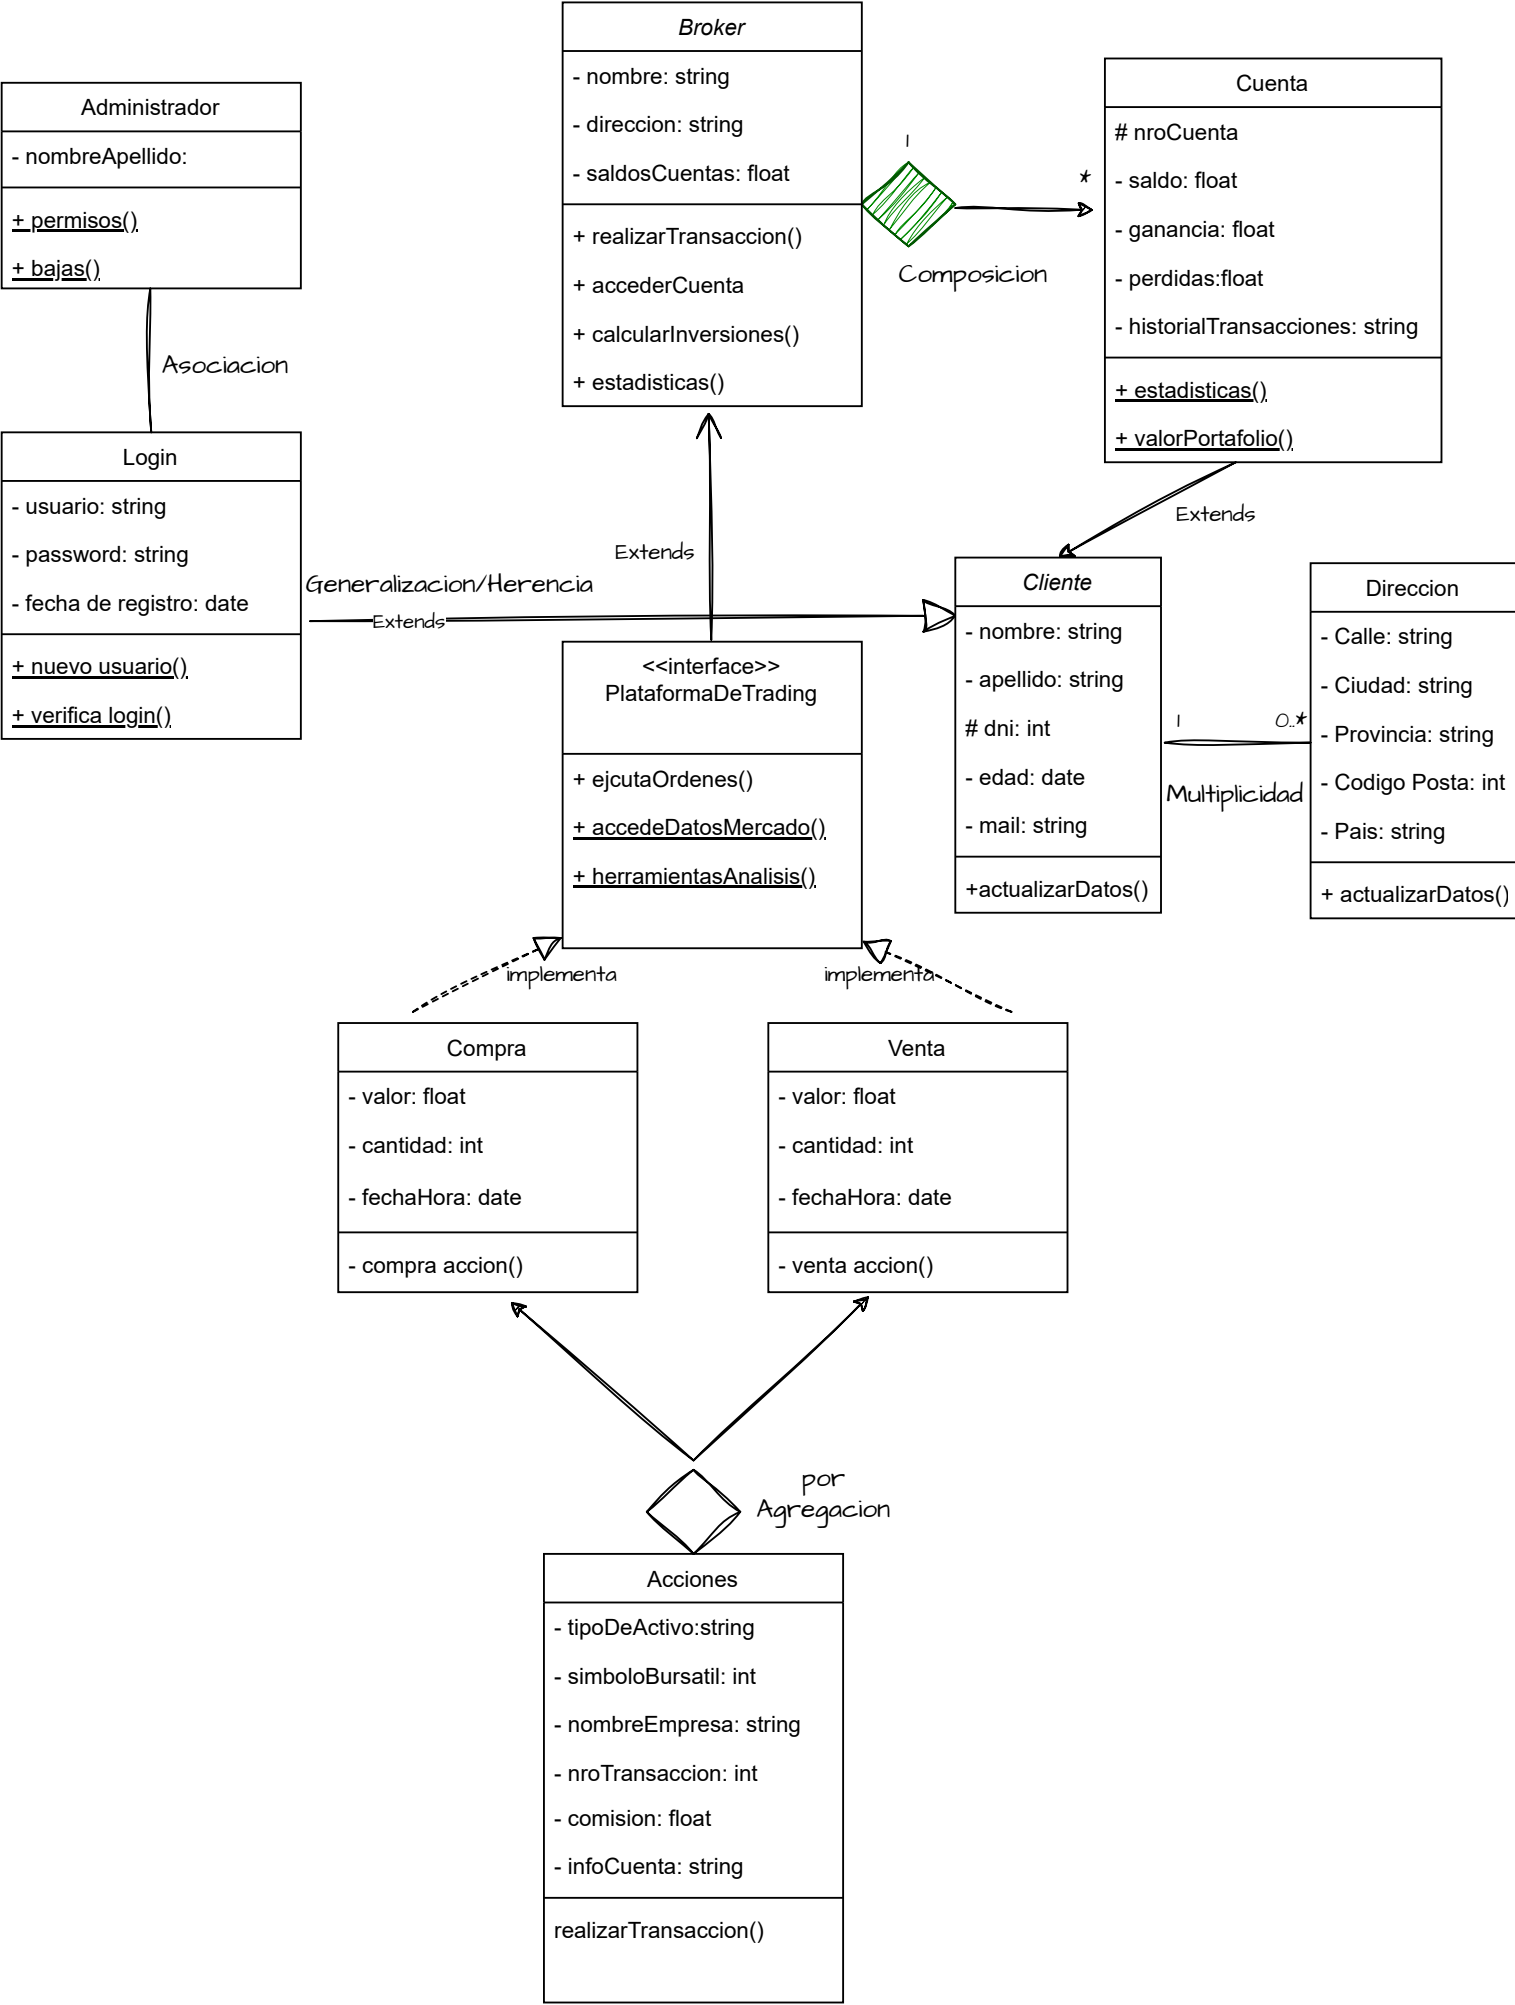 Broker
- nombre: string
- direccion: string
- saldosCuentas: float
+ realizarTransaccion()
+ accederCuenta
+ calcularInversiones()
+ estadisticas()
1
*
Composicion
Cuenta
# nroCuenta
- saldo: float
- ganancia: float
- perdidas:float
- historialTransacciones: string
+ estadisticas()
+ valorPortafolio()
Administrador
- nombreApellido:
+ permisos()
+ bajas()
Asociacion
Login
- usuario: string
- password: string
- fecha de registro: date
+ nuevo usuario()
+ verifica login()
Generalizacion/Herencia
Extends
Extends
Extends
<<interface>>
PlataformaDeTrading
+ ejcutaOrdenes()
+ accedeDatosMercado()
+ herramientasAnalisis()
Cliente
- nombre: string
- apellido: string
# dni: int
- edad: date
- mail: string
+actualizarDatos()
1
0..*
Multiplicidad
Direccion
- Calle: string
- Ciudad: string
- Provincia: string
- Codigo Posta: int
- Pais: string
+ actualizarDatos()
implementa
implementa
Compra
- valor: float
- cantidad: int
- fechaHora: date
- compra accion()
Venta
- valor: float
- cantidad: int
- fechaHora: date
- venta accion()
por
Agregacion
Acciones
- tipoDeActivo:string
- simboloBursatil: int
- nombreEmpresa: string
- nroTransaccion: int
- comision: float
- infoCuenta: string
realizarTransaccion()